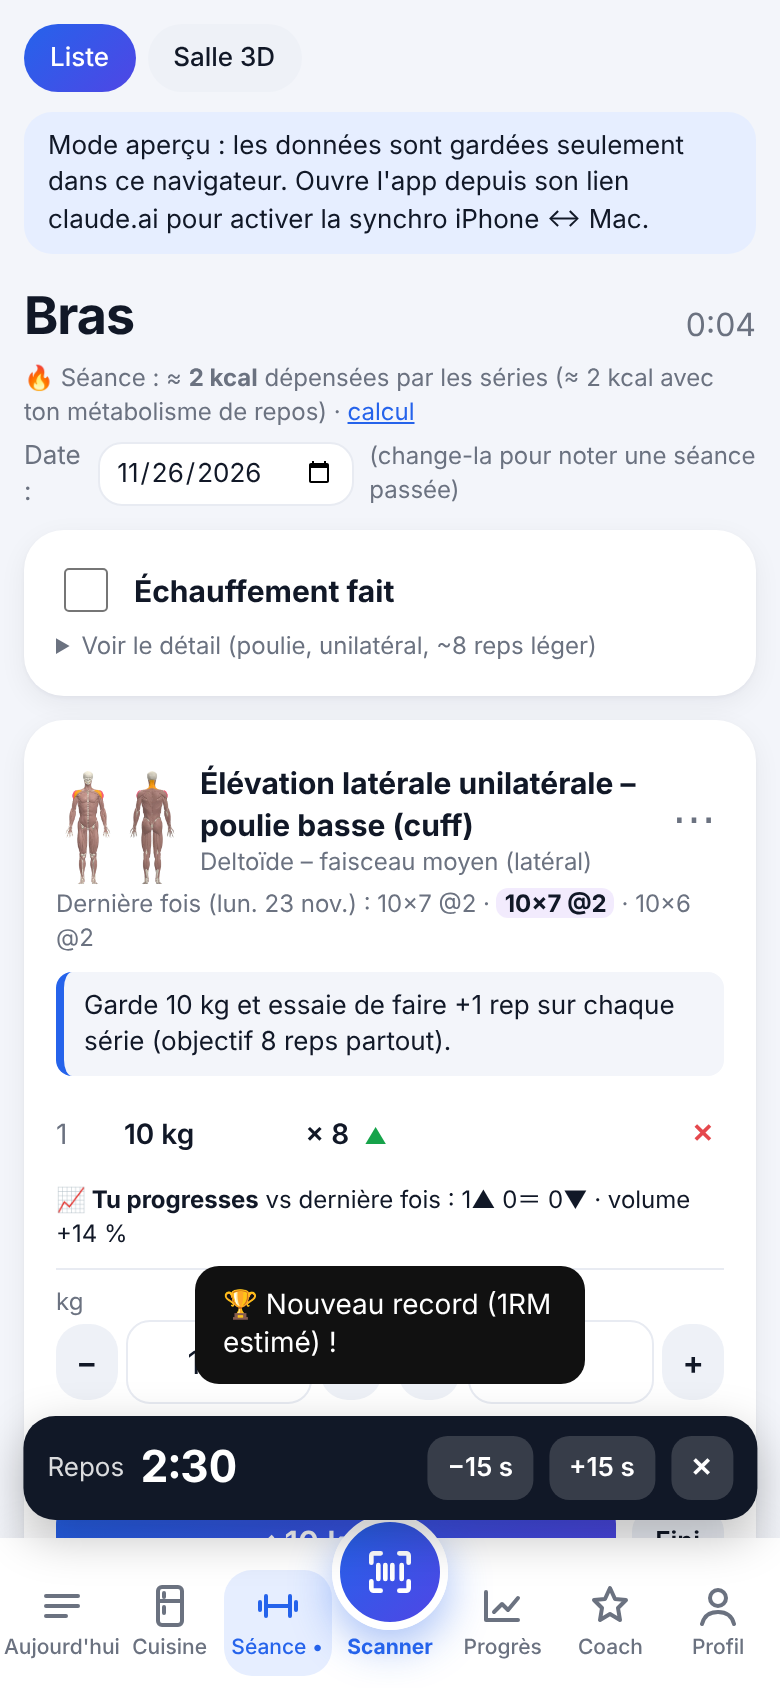 Liste
Salle 3D
Mode aperçu : les données sont gardées seulement
dans ce navigateur. Ouvre l'app depuis son lien
claude.ai pour activer la synchro iPhone ↔ Mac.
Bras
0:04
🔥 Séance : ≈ 2 kcal dépensées par les séries (≈ 2 kcal avec
ton métabolisme de repos) · calcul
Date
:
11/26/2026
(change-la pour noter une séance
passée)
Échauffement fait
▶ Voir le détail (poulie, unilatéral, ~8 reps léger)
Élévation latérale unilatérale –
poulie basse (cuff)
⋯
Deltoïde – faisceau moyen (latéral)
Dernière fois (lun. 23 nov.) : 10×7 @2 · 10×7 @2 · 10×6
@2
Garde 10 kg et essaie de faire +1 rep sur chaque
série (objectif 8 reps partout).
1 10 kg × 8 ▲ ✕
📈 Tu progresses vs dernière fois : 1▲ 0＝ 0▼ · volume
+14 %
kg
🏆 Nouveau record (1RM
estimé) !
− +
Repos 2:30 −15 s +15 s ✕
Aujourd'hui
Cuisine
Séance •
Scanner
Progrès
Coach
Profil